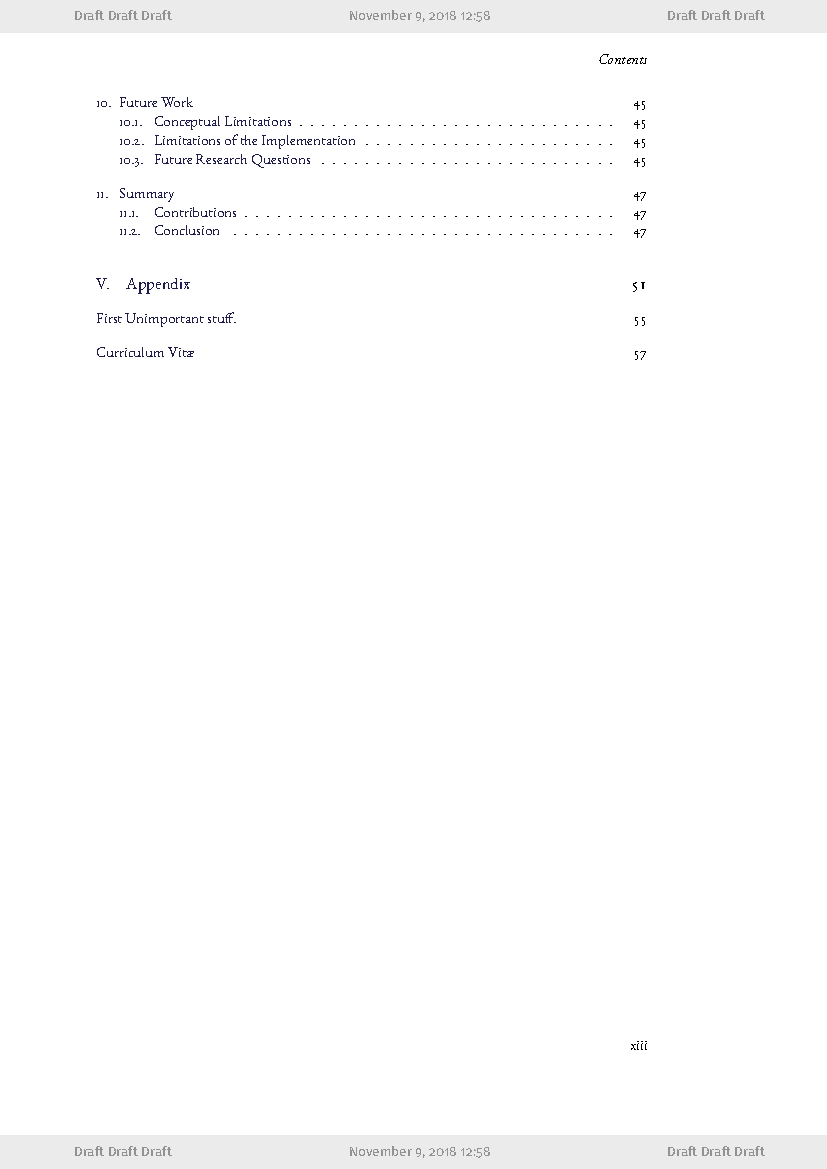 Draft Draft Draft November 9, 2018 12:58 Draft Draft Draft
Contents
10. Future Work 45
10.1. Conceptual Limitations . . . . . . . . . . . . . . . . . . . . . . . . . . . . . 45
10.2. Limitations of the Implementation . . . . . . . . . . . . . . . . . . . . . . . 45
10.3. Future Research Questions . . . . . . . . . . . . . . . . . . . . . . . . . . . 45
11. Summary 47
11.1. Contributions . . . . . . . . . . . . . . . . . . . . . . . . . . . . . . . . . . 47
11.2. Conclusion . . . . . . . . . . . . . . . . . . . . . . . . . . . . . . . . . . . 47
V. Appendix 51
First Unimportant stuff. 55
Curriculum Vitæ 57
xiii
Draft Draft Draft November 9, 2018 12:58 Draft Draft Draft